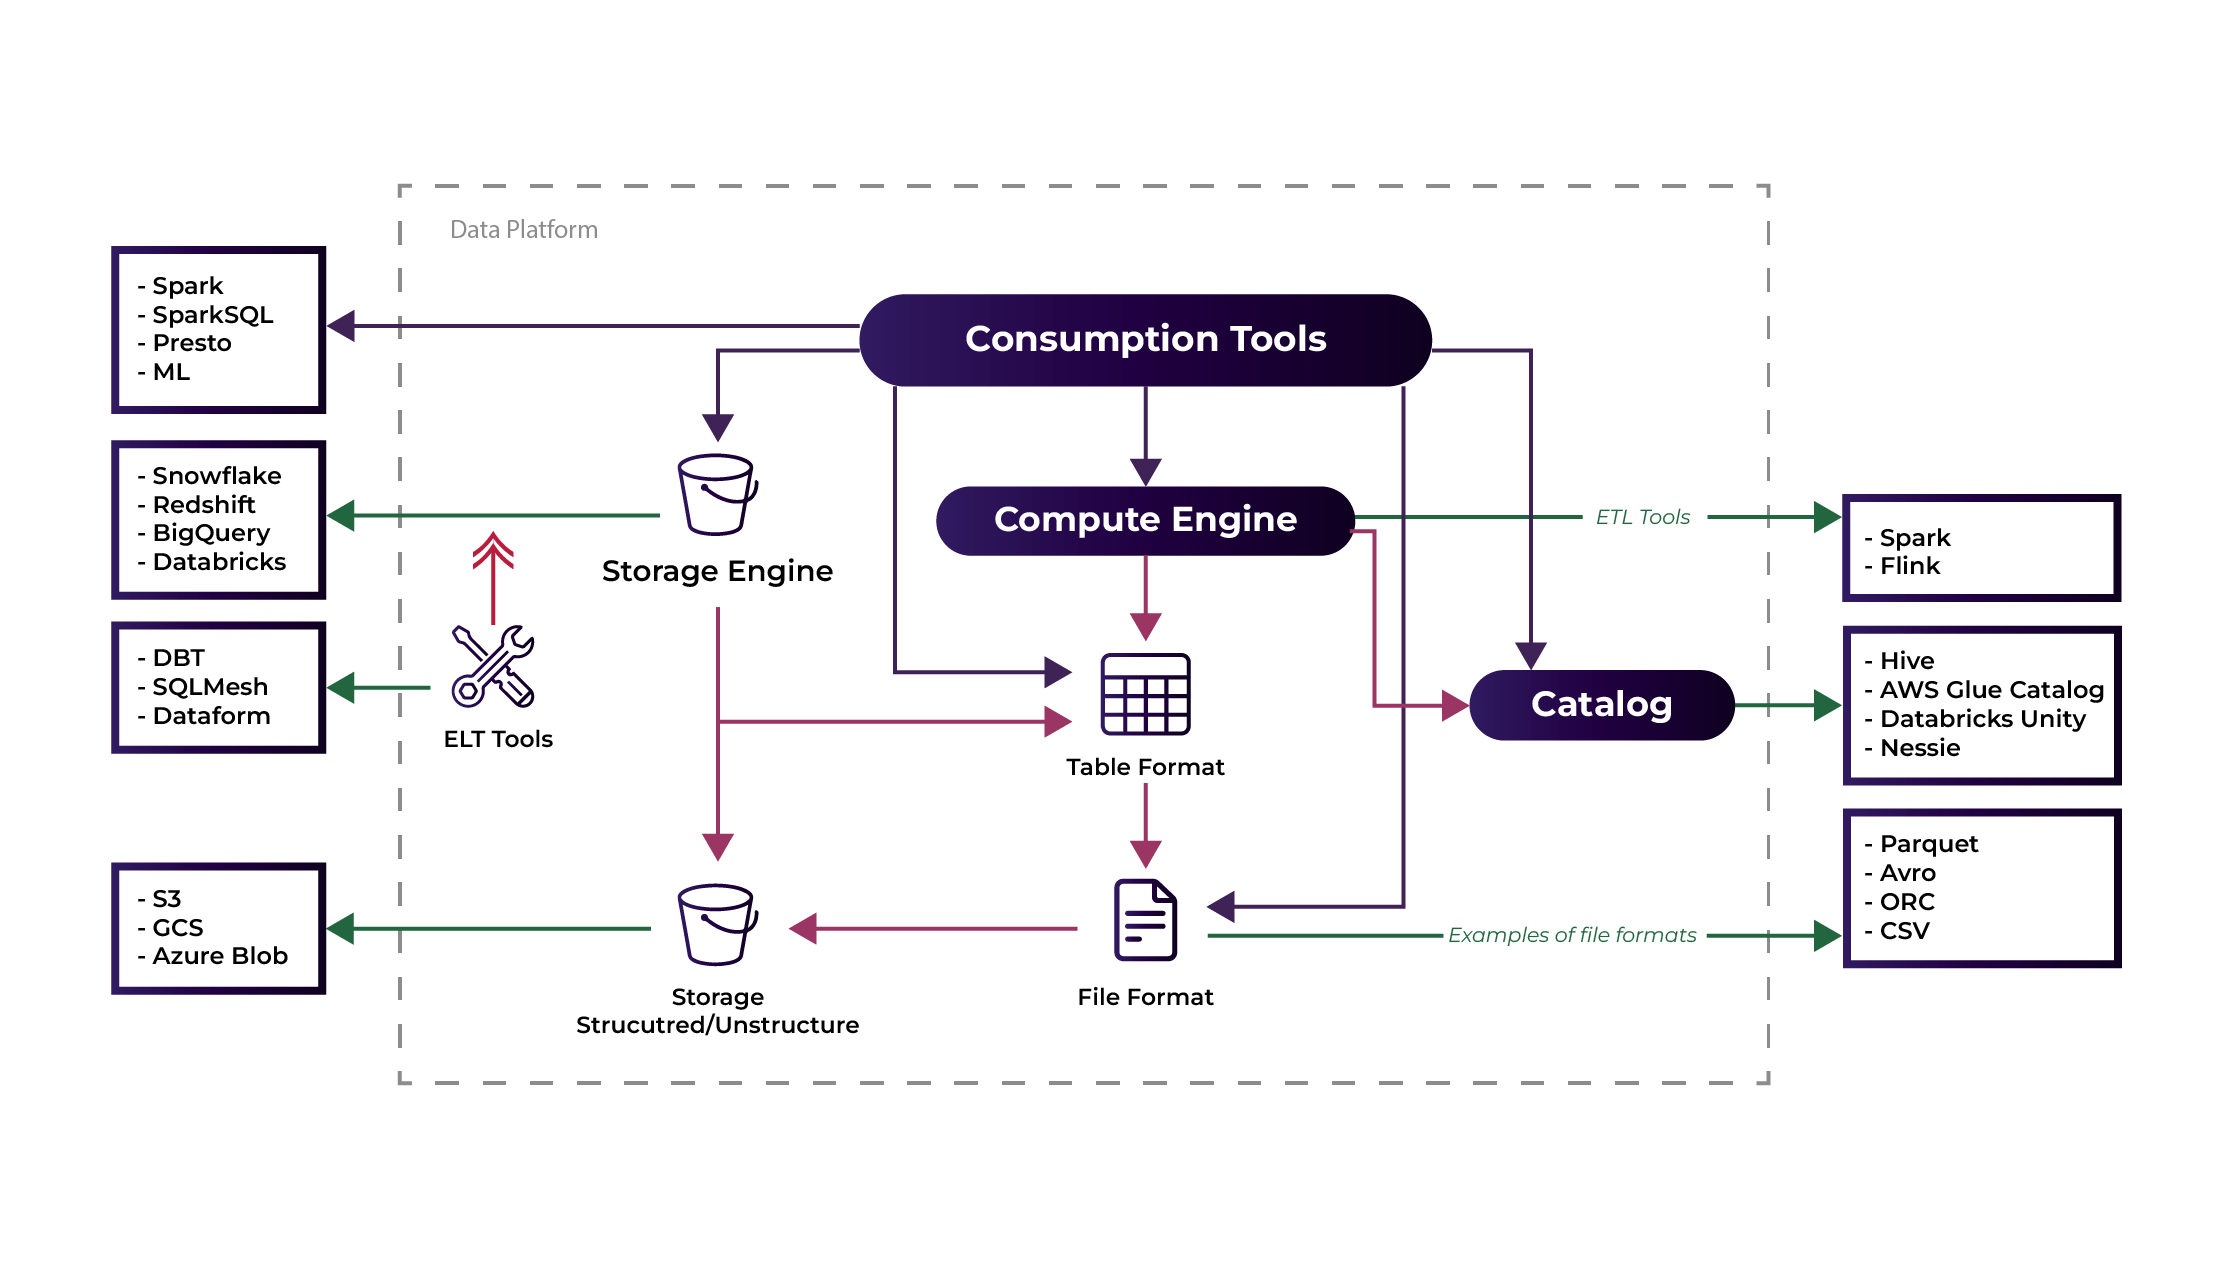 Data Platform
- Spark
- SparkSQL
- Presto
- ML
Consumption Tools
- Snowflake
- Redshift
- BigQuery
- Databricks
Storage Engine
Compute Engine
ETL Tools
- Spark
- Flink
- DBT
- SQLMesh
- Dataform
ELT Tools
Table Format
Catalog
- Hive
- AWS Glue Catalog
- Databricks Unity
- Nessie
- S3
- GCS
- Azure Blob
Storage
Strucutred/Unstructure
File Format
Examples of file formats
- Parquet
- Avro
- ORC
- CSV